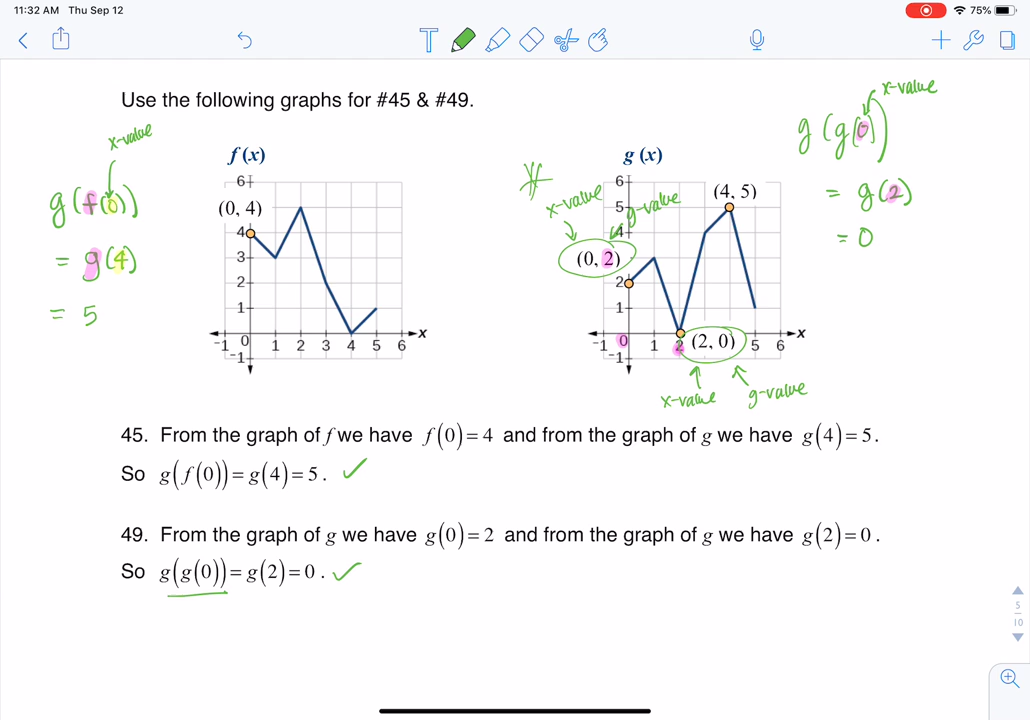 11:32 AM Thu Sep 12
75%
Use the following graphs for #45 & #49.
x-value
g(f(0))
= g(4)
= 5
f(x)
6
(0, 4)
4
3
2
1
-1 0 1 2 3 4 5 6 x
-1
x-value
g-value
g(x)
6
5
4
(4, 5)
(0, 2)
2
1
-1 0 1 2 (2, 0) 5 6 x
-1
x-value
g-value
x-value
g(g(0))
= g(2)
= 0
45. From the graph of f we have f(0)=4 and from the graph of g we have g(4)=5.
So g(f(0))=g(4)=5. ✓
49. From the graph of g we have g(0)=2 and from the graph of g we have g(2)=0.
So g(g(0))=g(2)=0. ✓
5
10